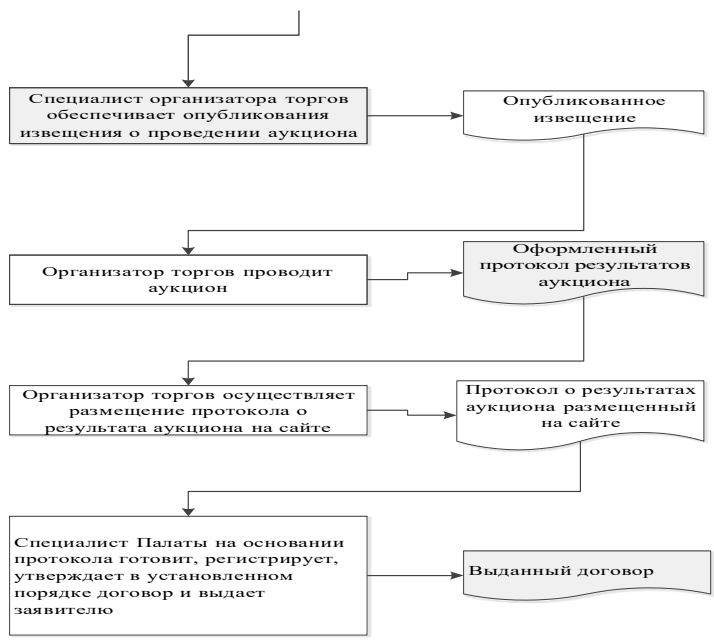 Специалист организатора торгов
обеспечивает опубликования
извещения о проведении аукциона
Опубликованное
извещение
Организатор торгов проводит
аукцион
Оформленный
протокол результатов
аукциона
Организатор торгов осуществляет
размещение протокола о
результата аукциона на сайте
Протокол о результатах
аукциона размещенный
на сайте
Специалист Палаты на основании
протокола готовит, регистрирует,
утверждает в установленном
порядке договор и выдает
заявителю
Выданный договор